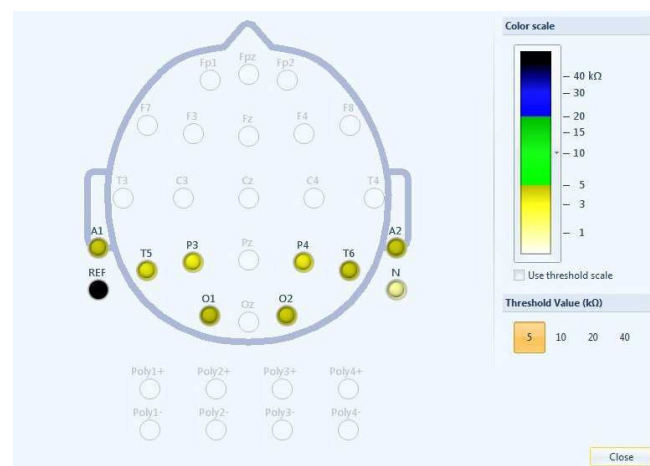 Fp1 Fpz Fp2
F7 F3 Fz F4 F8
T3 C3 Cz C4 T4
A1 A2
T5 P3 Pz P4 T6
REF N
O1 Oz O2
Poly1+ Poly2+ Poly3+ Poly4+
Poly1- Poly2- Poly3- Poly4-
Color scale
40 kΩ
30
20
15
10
5
3
1
Use threshold scale
Threshold Value (kΩ)
5 10 20 40
Close